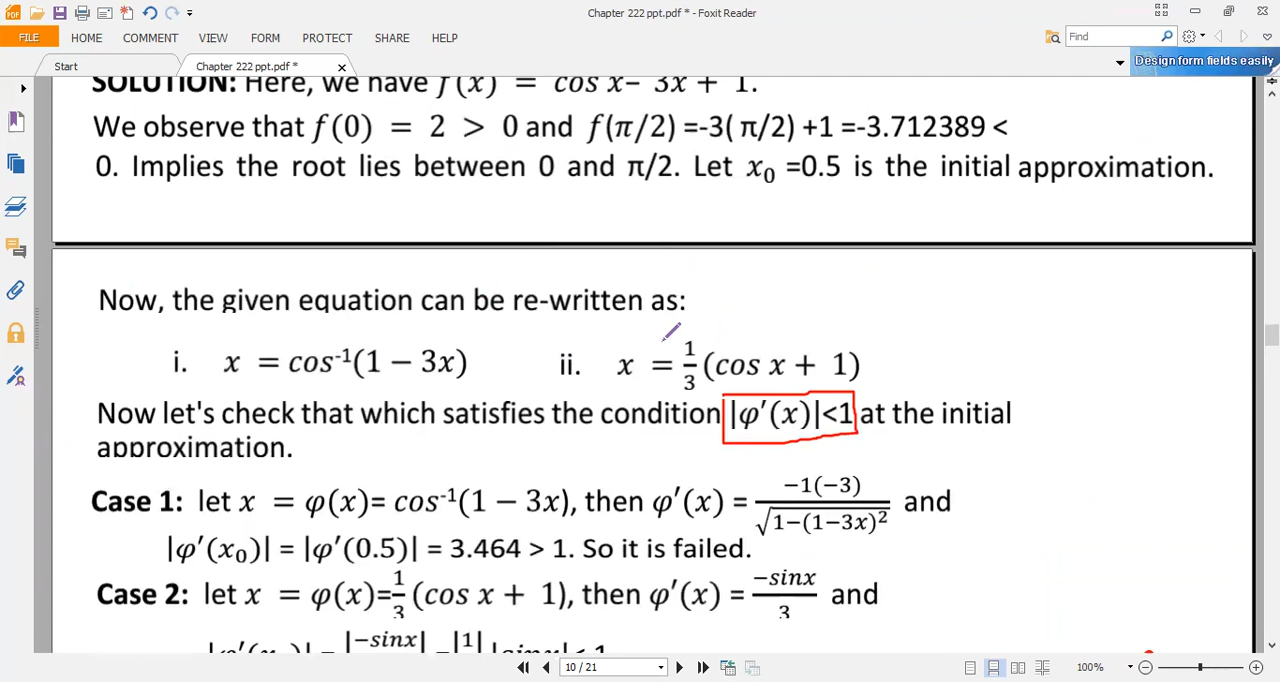 Chapter 222 ppt.pdf * - Foxit Reader
FILE HOME COMMENT VIEW FORM PROTECT SHARE HELP
Find
Start Chapter 222 ppt.pdf *
Design form fields easily
SOLUTION: Here, we have f(x) = cos x− 3x + 1.
We observe that f(0) = 2 > 0 and f(π/2) =-3( π/2) +1 =-3.712389 <
0. Implies the root lies between 0 and π/2. Let x₀ =0.5 is the initial approximation.
Now, the given equation can be re-written as:
i. x = cos⁻¹(1 − 3x) ii. x = 1/3 (cos x + 1)
Now let's check that which satisfies the condition |φ′(x)|<1 at the initial
approximation.
Case 1: let x = φ(x)= cos⁻¹(1 − 3x), then φ′(x) = −1(−3)/√1−(1−3x)² and
|φ′(x₀)| = |φ′(0.5)| = 3.464 > 1. So it is failed.
Case 2: let x = φ(x)=1/3 (cos x + 1), then φ′(x) = −sinx/3 and
10 / 21
100%